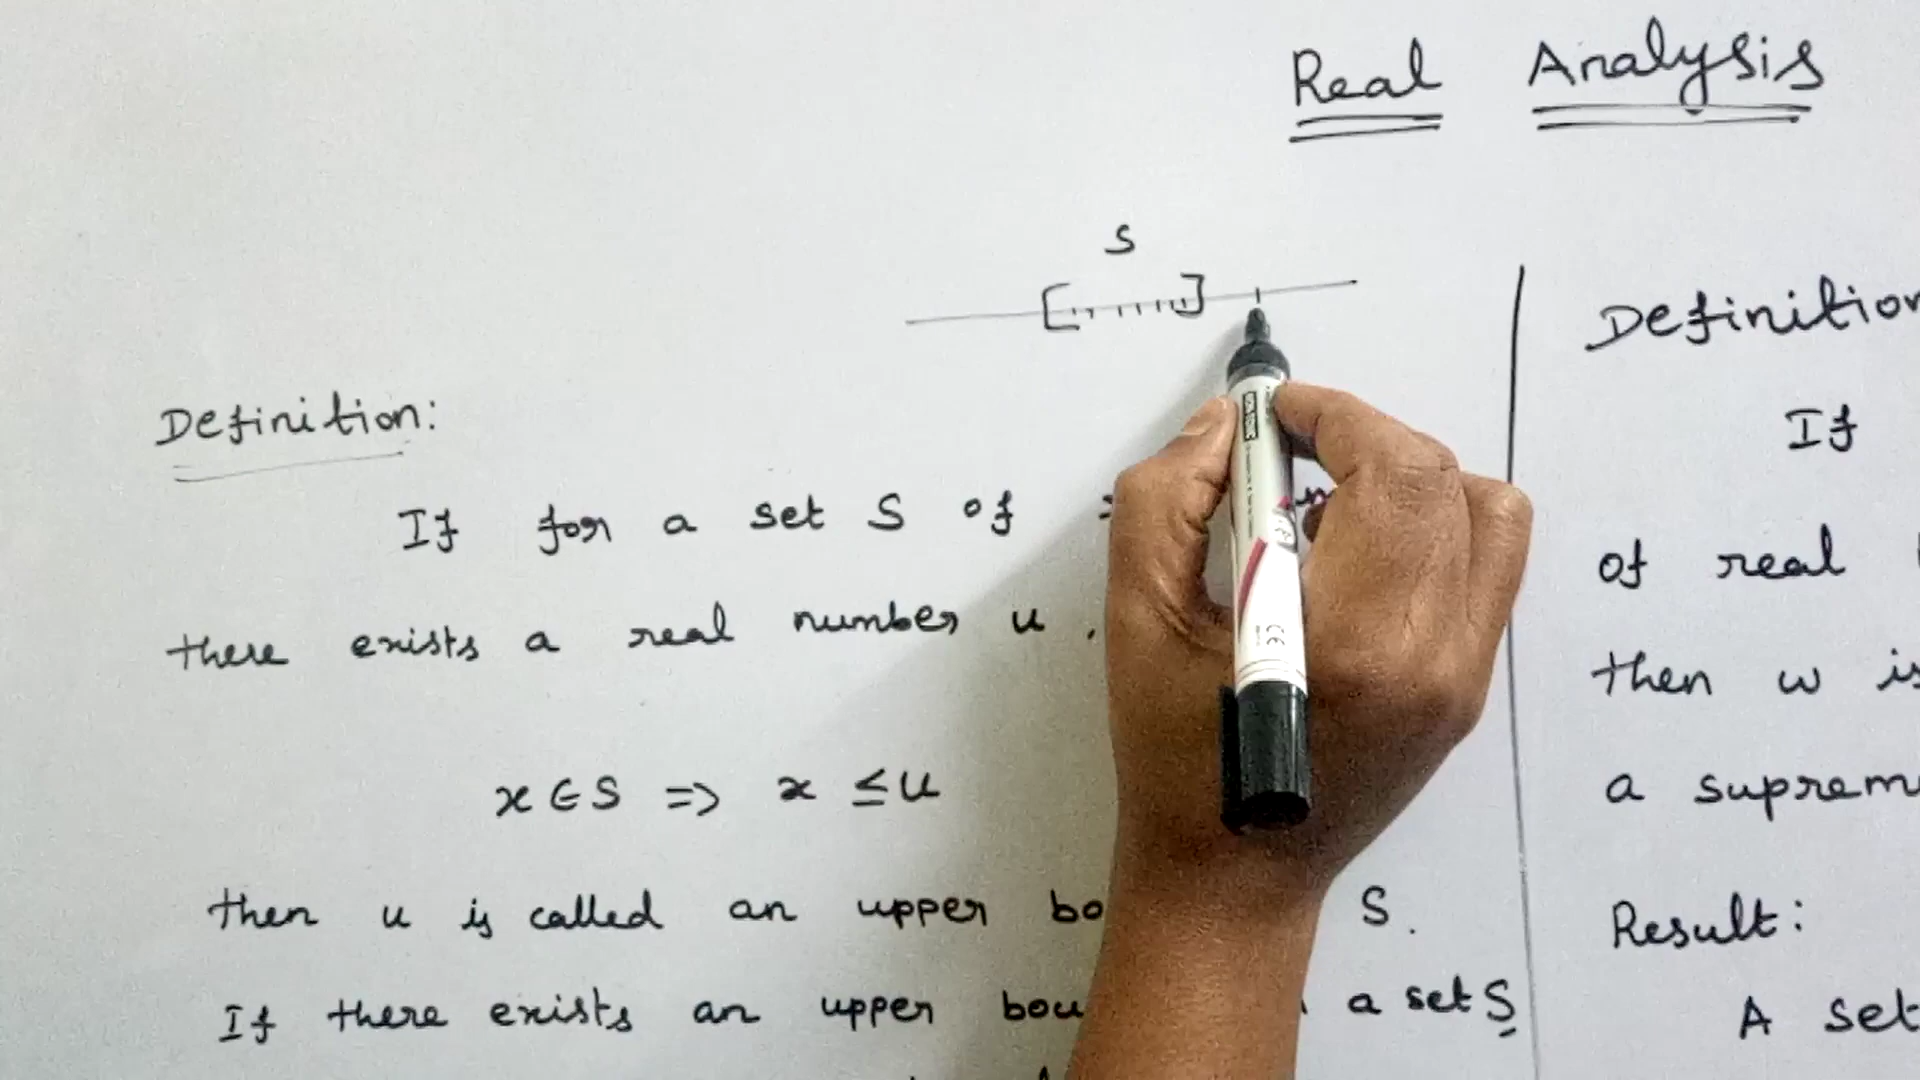 Real Analysis
S
Definition:
If for a set S of
there exists a real number u.
x ∈ S => x ≤ u
then u is called an upper bo S.
If there exists an upper bou a set S
Definition
If
of real
then w is
a suprem
Result:
A set
CE